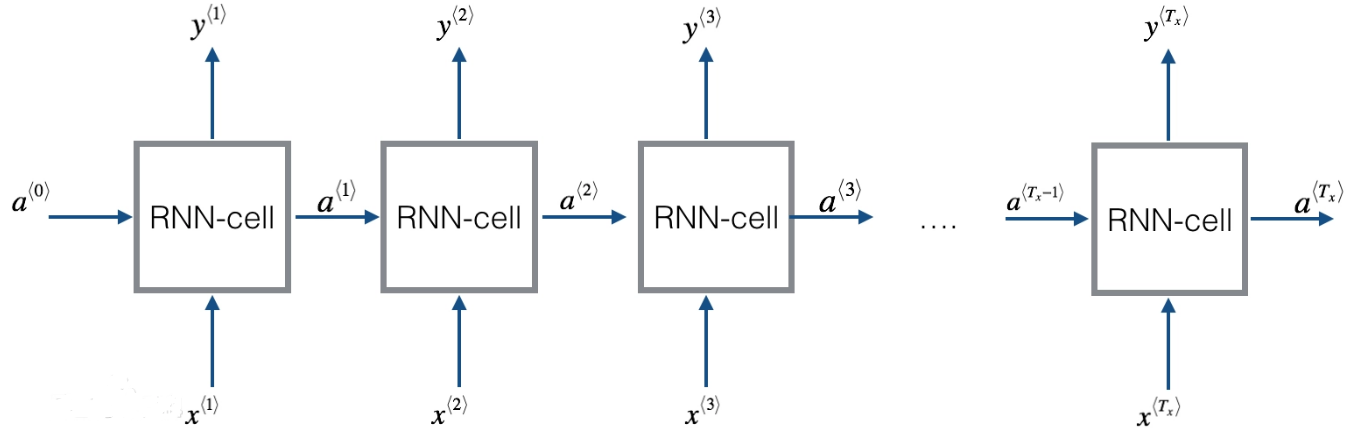 y⟨1⟩ y⟨2⟩ y⟨3⟩ y⟨Tx⟩
a⟨0⟩ RNN-cell a⟨1⟩ RNN-cell a⟨2⟩ RNN-cell a⟨3⟩ .... a⟨Tx−1⟩ RNN-cell a⟨Tx⟩
x⟨1⟩ x⟨2⟩ x⟨3⟩ x⟨Tx⟩